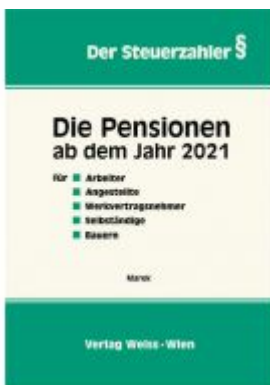 Der Steuerzahler §
Die Pensionen
ab dem Jahr 2021
für ■ Arbeiter
■ Angestellte
■ Werkvertragsnehmer
■ Selbständige
■ Bauern
Marek
Verlag Weiss · Wien